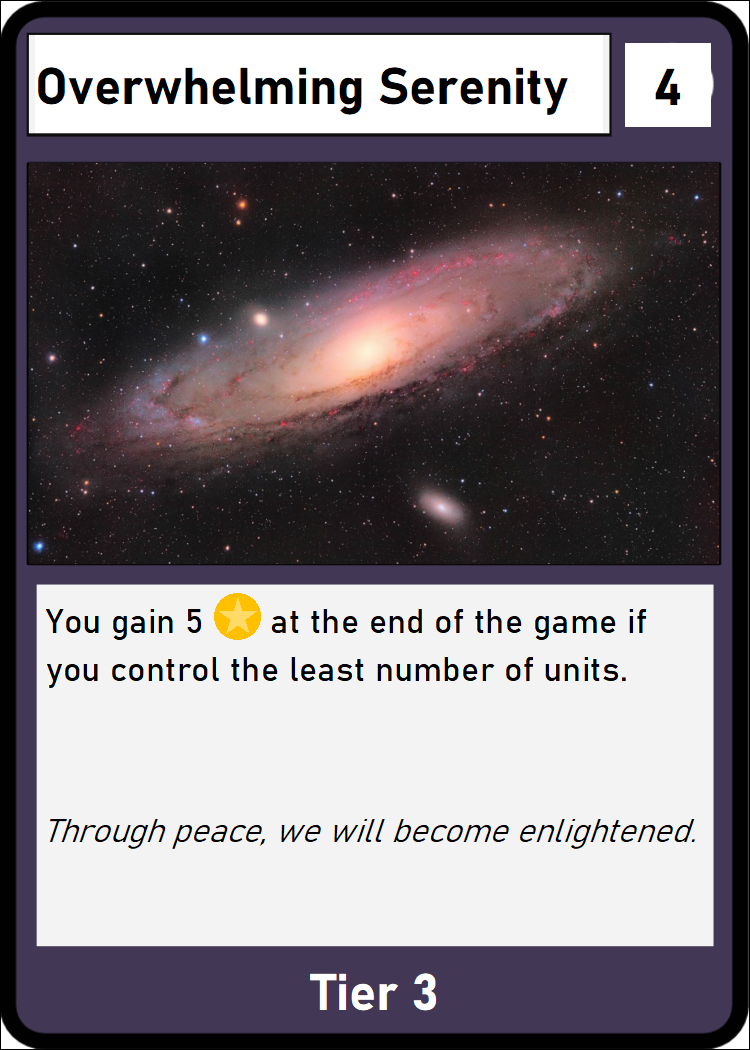 Overwhelming Serenity
4
You gain 5 at the end of the game if
you control the least number of units.
Through peace, we will become enlightened.
Tier 3